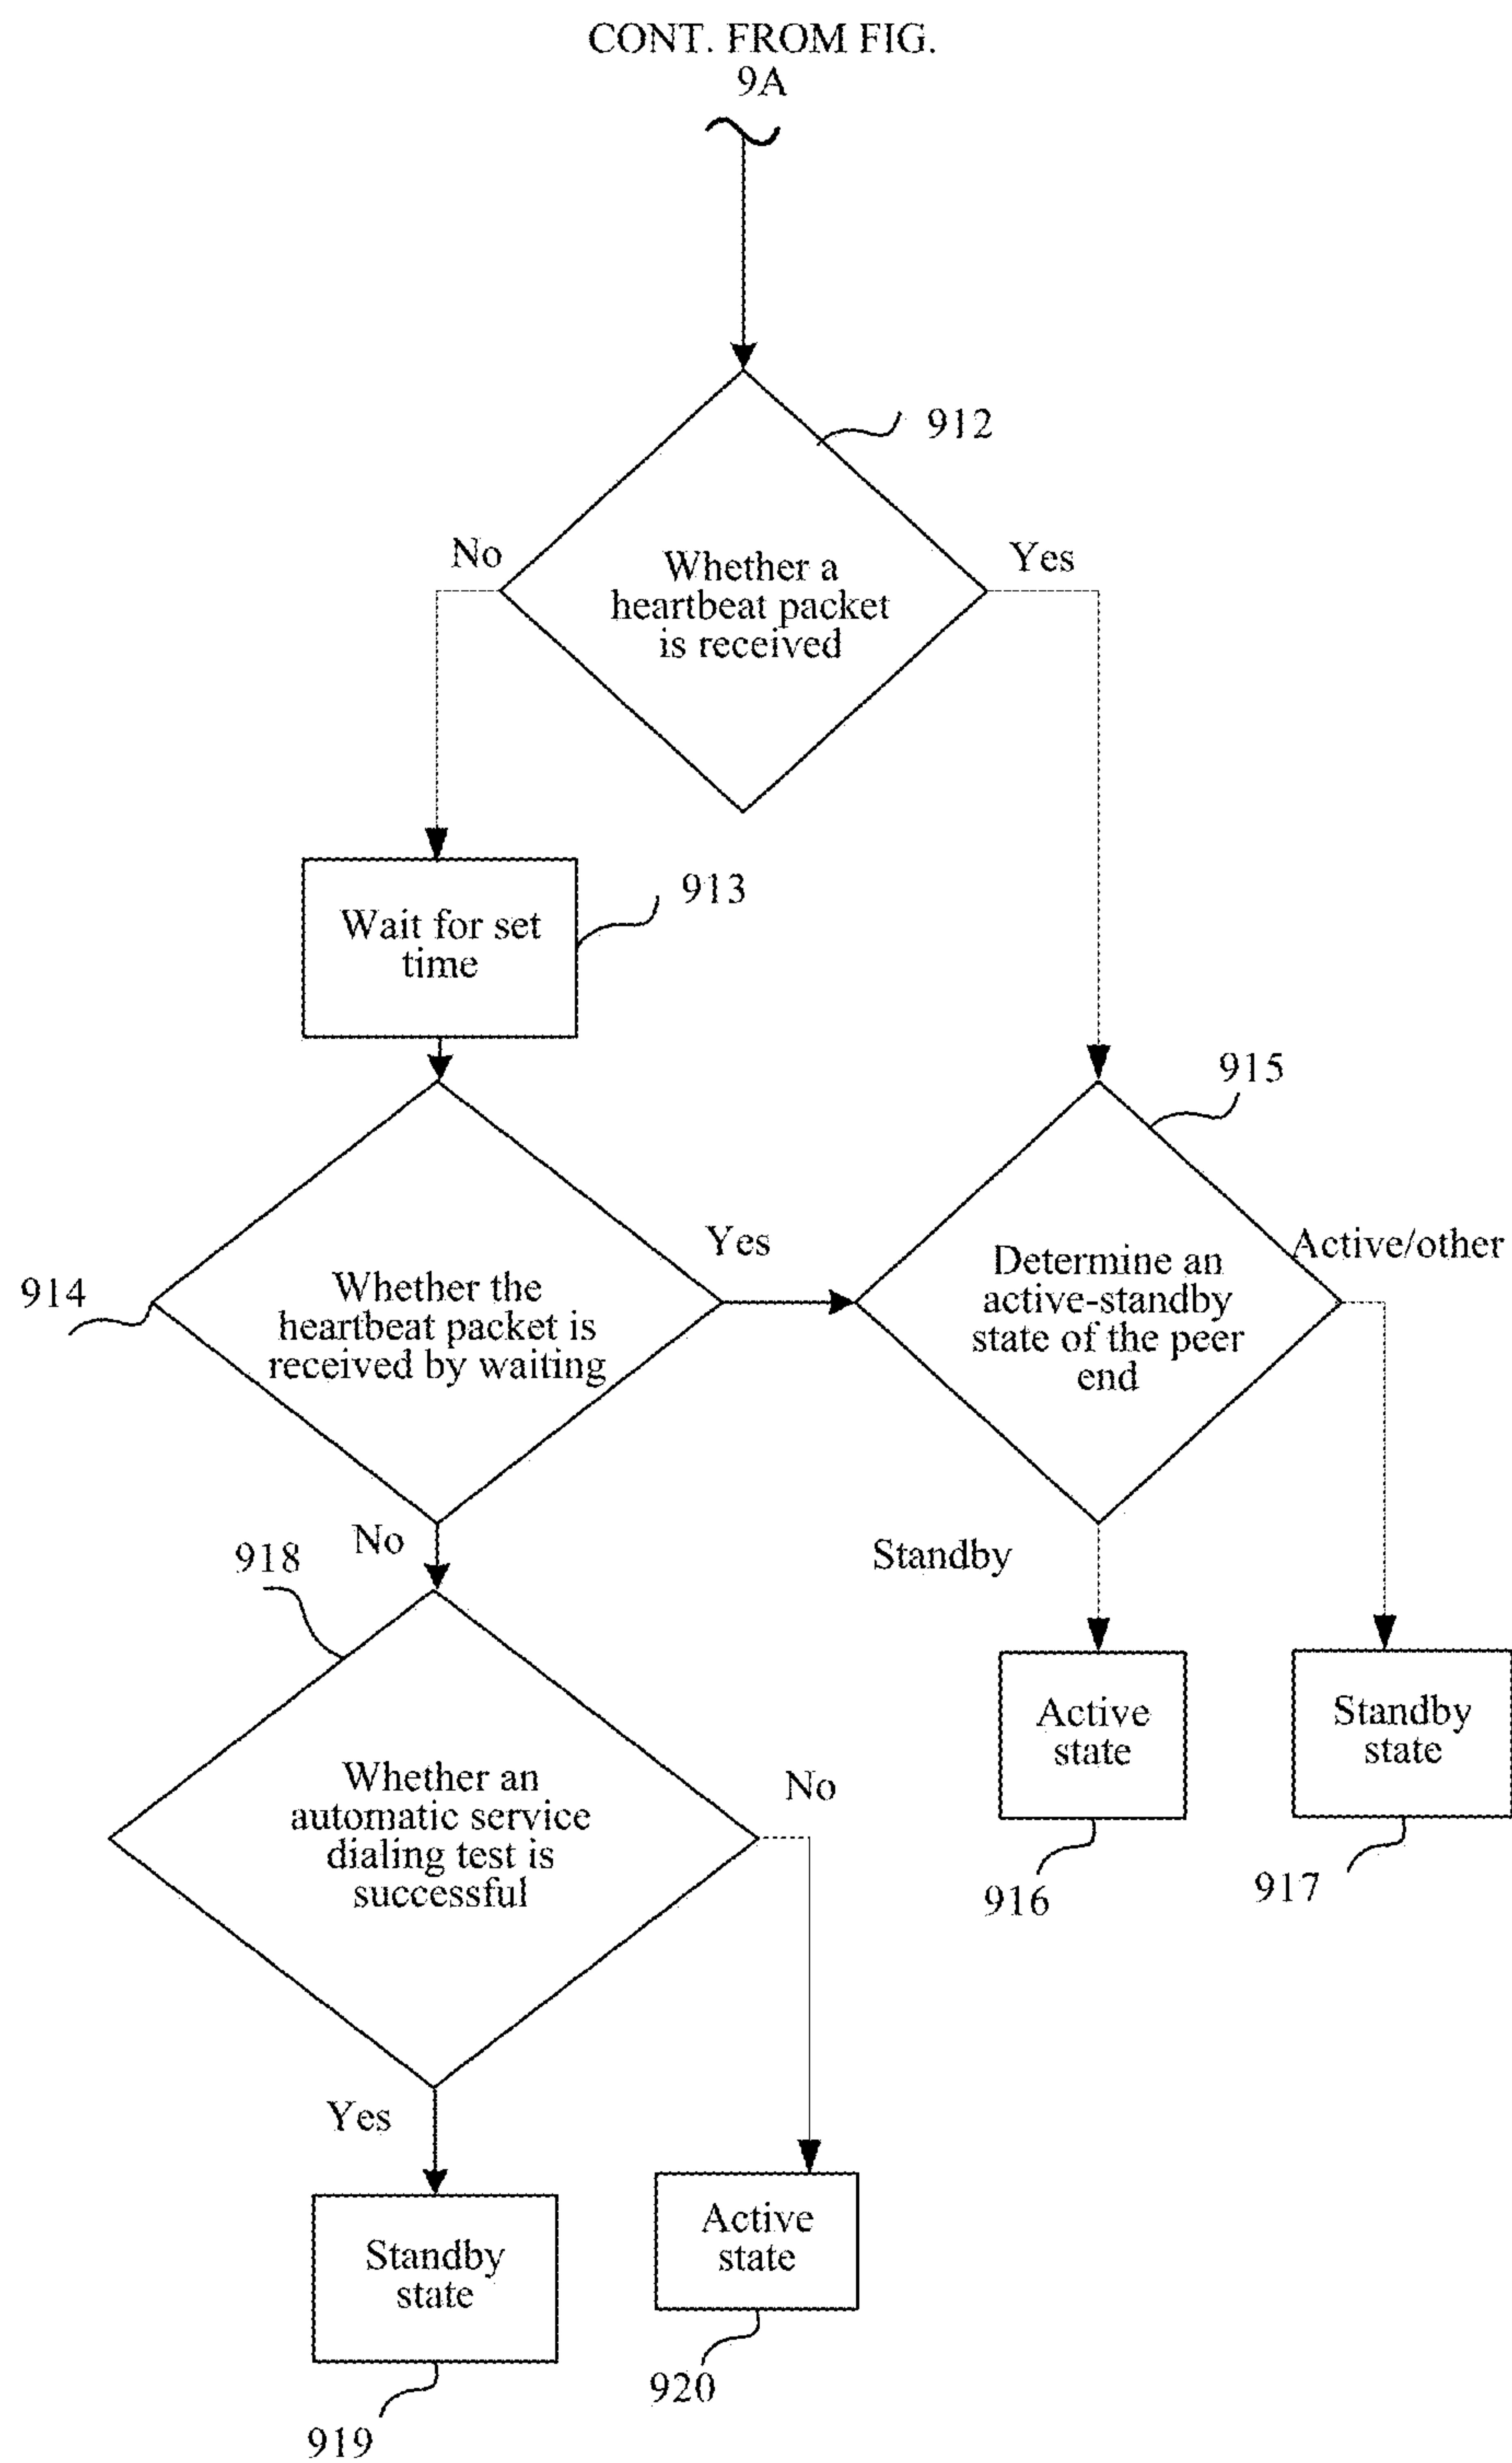 CONT. FROM FIG.
9A
912
No
Yes
Whether a
heartbeat packet
is received
913
Wait for set
time
915
914
Yes
Active/other
Whether the
heartbeat packet is
received by waiting
Determine an
active-standby
state of the peer
end
No
Standby
918
Active
state
Standby
state
Whether an
automatic service
dialing test is
successful
No
916
917
Yes
Standby
state
Active
state
920
919